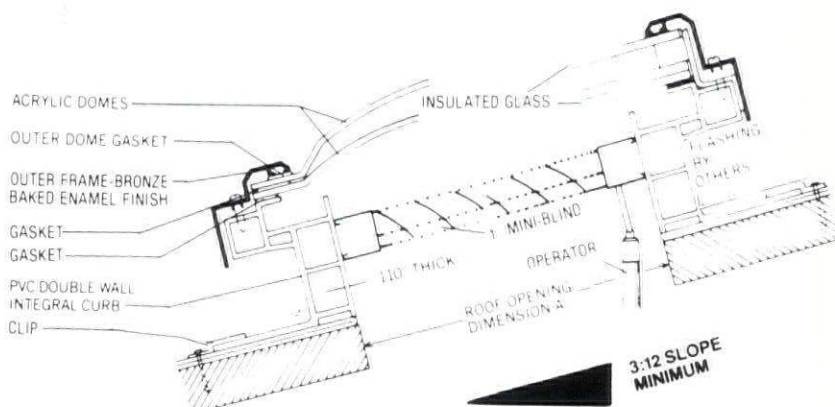 ACRYLIC DOMES
OUTER DOME GASKET
OUTER FRAME-BRONZE
BAKED ENAMEL FINISH
GASKET
GASKET
PVC DOUBLE WALL
INTEGRAL CURB
CLIP
INSULATED GLASS
FLASHING
BY
OTHERS
1" MINI-BLIND
.110" THICK
OPERATOR
ROOF OPENING
DIMENSION-A
3:12 SLOPE
MINIMUM